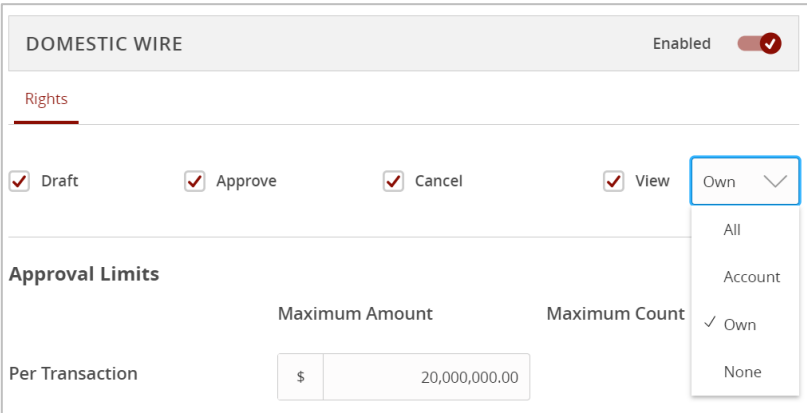 DOMESTIC WIRE Enabled
Rights
Draft Approve Cancel View Own
All
Account
Own
None
Approval Limits
Maximum Amount Maximum Count
Per Transaction $ 20,000,000.00